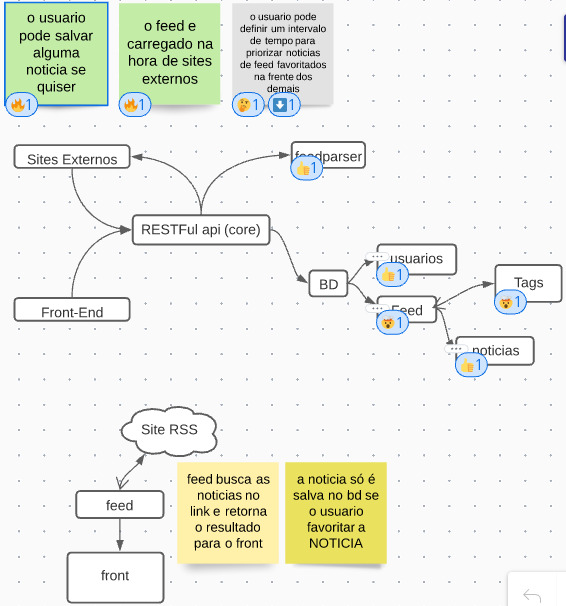 o usuario
pode salvar
alguma
noticia se
quiser
🔥1
o feed e
carregado na
hora de sites
externos
🔥1
o usuario pode
definir um intervalo
de tempo para
priorizar noticias
de feed favoritados
na frente dos
demais
🤔1
⬇️1
Sites Externos
feedparser
👍1
RESTFul api (core)
usuarios
👍1
BD
Tags
🤯1
Feed
🤯1
Front-End
noticias
👍1
Site RSS
feed
front
feed busca as
noticias no
link e retorna
o resultado
para o front
a noticia só é
salva no bd se
o usuario
favoritar a
NOTICIA